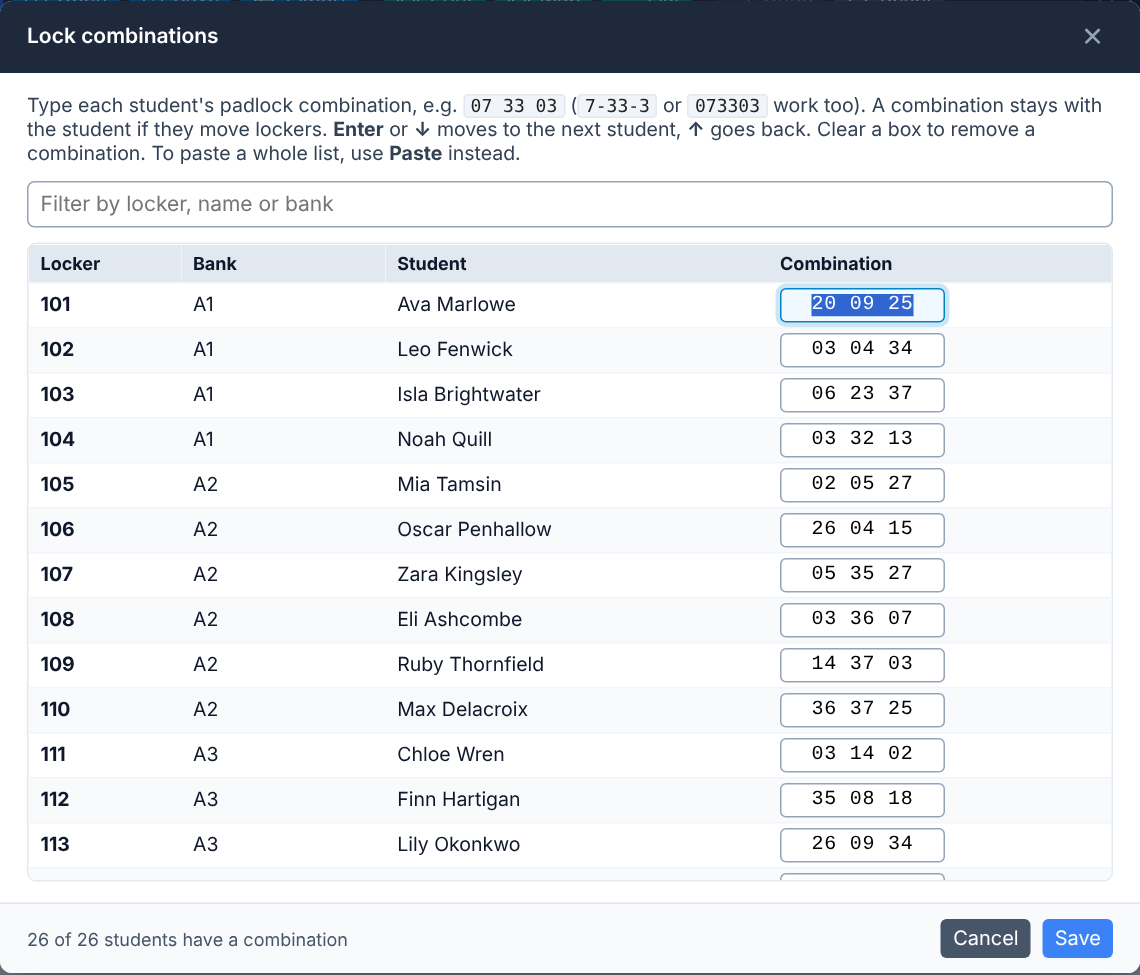 Lock combinations
Type each student's padlock combination, e.g. 07 33 03 (7-33-3 or 073303 work too). A combination stays with
the student if they move lockers. Enter or ↓ moves to the next student, ↑ goes back. Clear a box to remove a
combination. To paste a whole list, use Paste instead.
Filter by locker, name or bank
Locker Bank Student Combination
101 A1 Ava Marlowe 20 09 25
102 A1 Leo Fenwick 03 04 34
103 A1 Isla Brightwater 06 23 37
104 A1 Noah Quill 03 32 13
105 A2 Mia Tamsin 02 05 27
106 A2 Oscar Penhallow 26 04 15
107 A2 Zara Kingsley 05 35 27
108 A2 Eli Ashcombe 03 36 07
109 A2 Ruby Thornfield 14 37 03
110 A2 Max Delacroix 36 37 25
111 A3 Chloe Wren 03 14 02
112 A3 Finn Hartigan 35 08 18
113 A3 Lily Okonkwo 26 09 34
26 of 26 students have a combination
Cancel Save